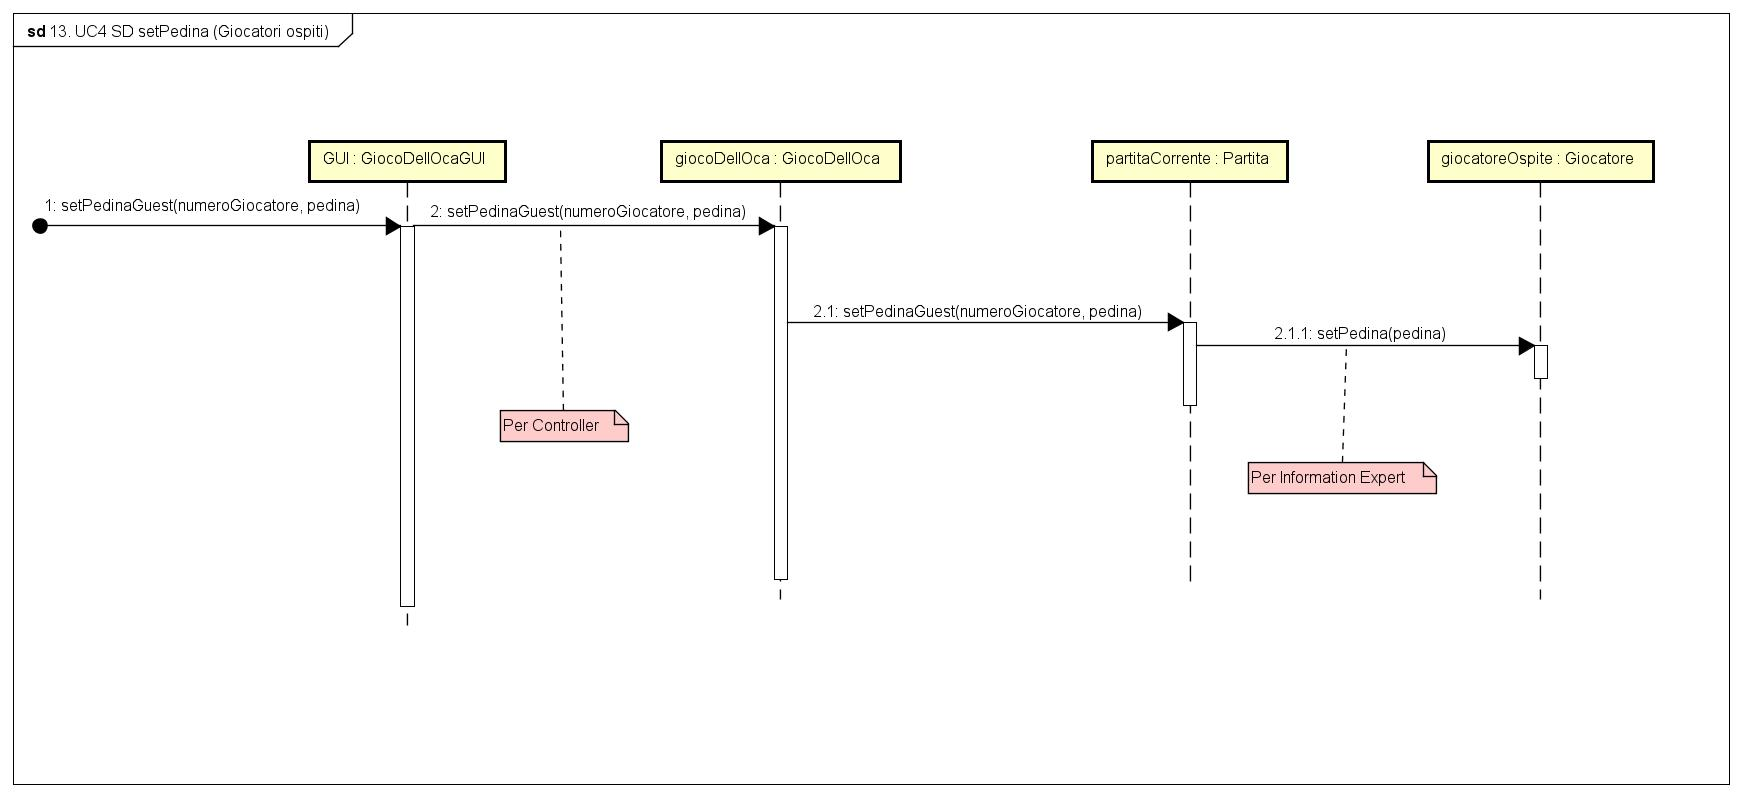 sd 13. UC4 SD setPedina (Giocatori ospiti)
GUI : GiocoDellOcaGUI
giocoDellOca : GiocoDellOca
partitaCorrente : Partita
giocatoreOspite : Giocatore
1: setPedinaGuest(numeroGiocatore, pedina)
2: setPedinaGuest(numeroGiocatore, pedina)
2.1: setPedinaGuest(numeroGiocatore, pedina)
2.1.1: setPedina(pedina)
Per Controller
Per Information Expert